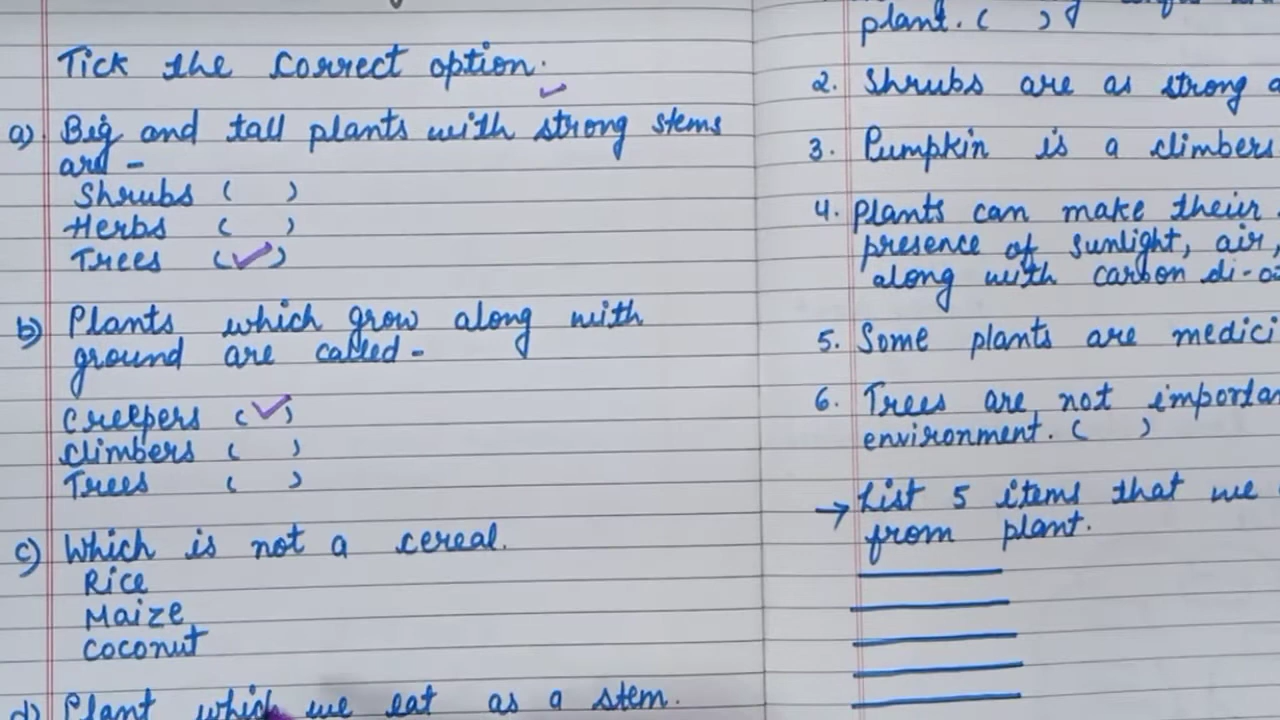 Tick the correct option.
✓
a) Big and tall plants with strong stems
are -
Shrubs ( )
Herbs ( )
Trees (✓)
b) Plants which grow along with
ground are called -
Creepers (✓)
Climbers ( )
Trees ( )
c) Which is not a cereal.
Rice
Maize
Coconut
d) Plant which we eat as a stem.
plant. ( )
2. Shrubs are as strong
3. Pumpkin is a climbers
4. Plants can make their
presence of sunlight, air,
along with carbon di-
5. Some plants are medici
6. Trees are not importa
environment. ( )
→ List 5 items that we
from plant.